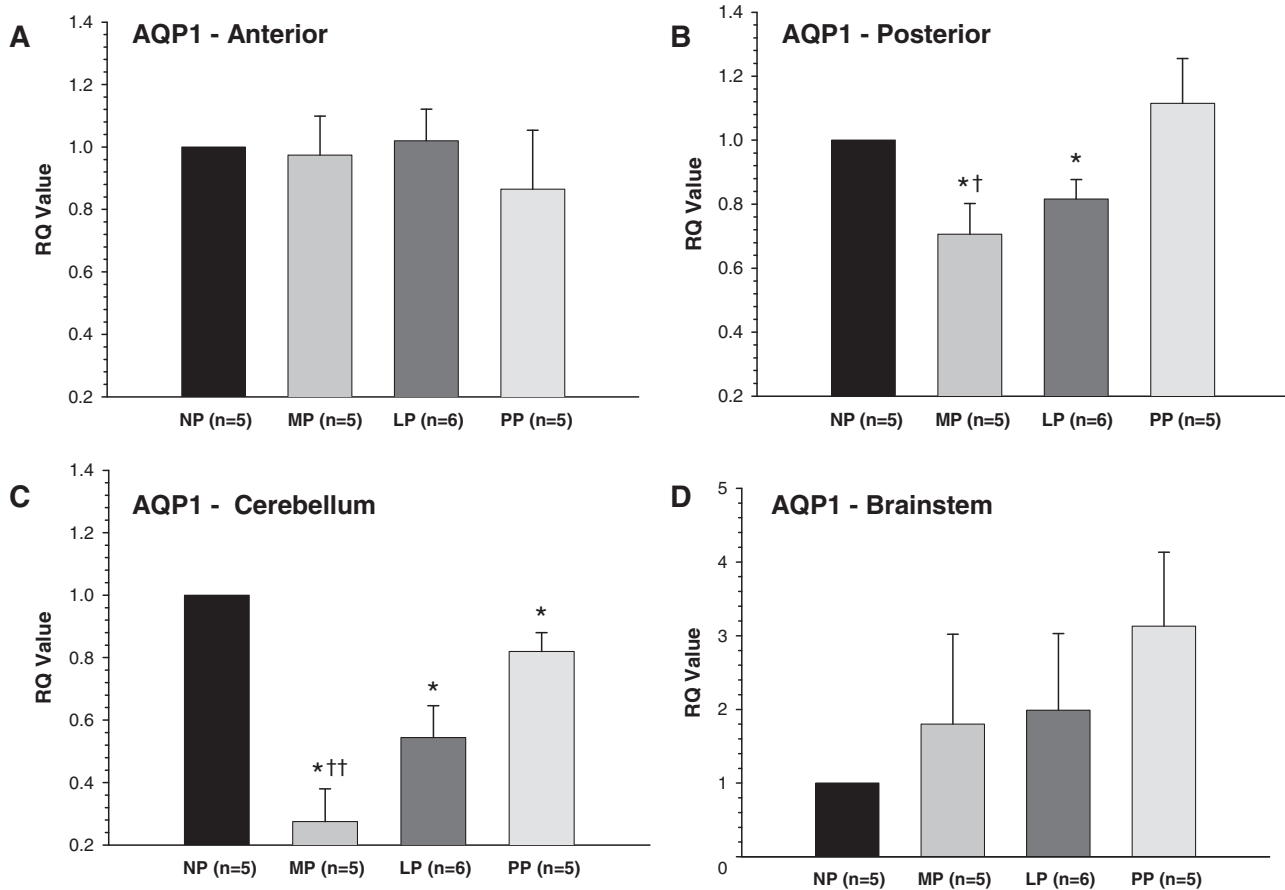 A
AQP1 - Anterior
RQ Value
1.4
1.2
1.0
0.8
0.6
0.4
0.2
NP (n=5) MP (n=5) LP (n=6) PP (n=5)
B
AQP1 - Posterior
RQ Value
1.4
1.2
1.0
0.8
0.6
0.4
0.2
*†
*
NP (n=5) MP (n=5) LP (n=6) PP (n=5)
C
AQP1 - Cerebellum
RQ Value
1.4
1.2
1.0
0.8
0.6
0.4
0.2
*††
*
*
NP (n=5) MP (n=5) LP (n=6) PP (n=5)
D
AQP1 - Brainstem
RQ Value
5
4
3
2
1
0
NP (n=5) MP (n=5) LP (n=6) PP (n=5)